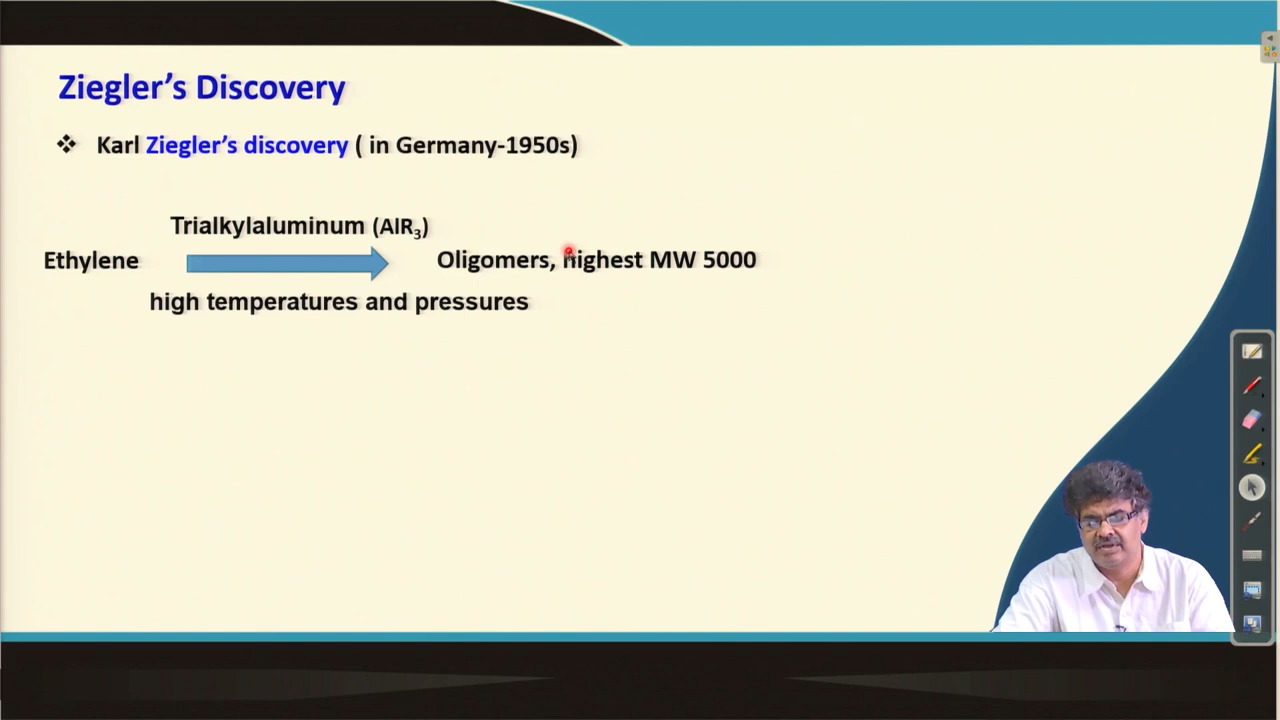 Ziegler’s Discovery
❖ Karl Ziegler’s discovery ( in Germany-1950s)
Trialkylaluminum (AlR₃)
Ethylene Oligomers, highest MW 5000
high temperatures and pressures